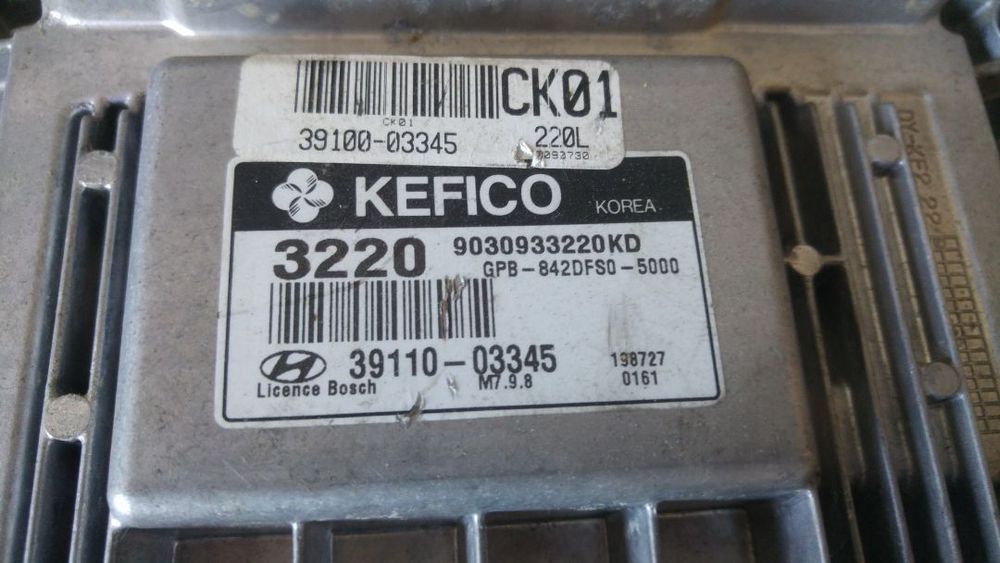 CK01
CK01
39100-03345
220L
7090730
KEFICO KOREA
3220
9030933220KD
GPB-842DFS0-5000
39110-03345
M7.9.8
Licence Bosch
198727
0161